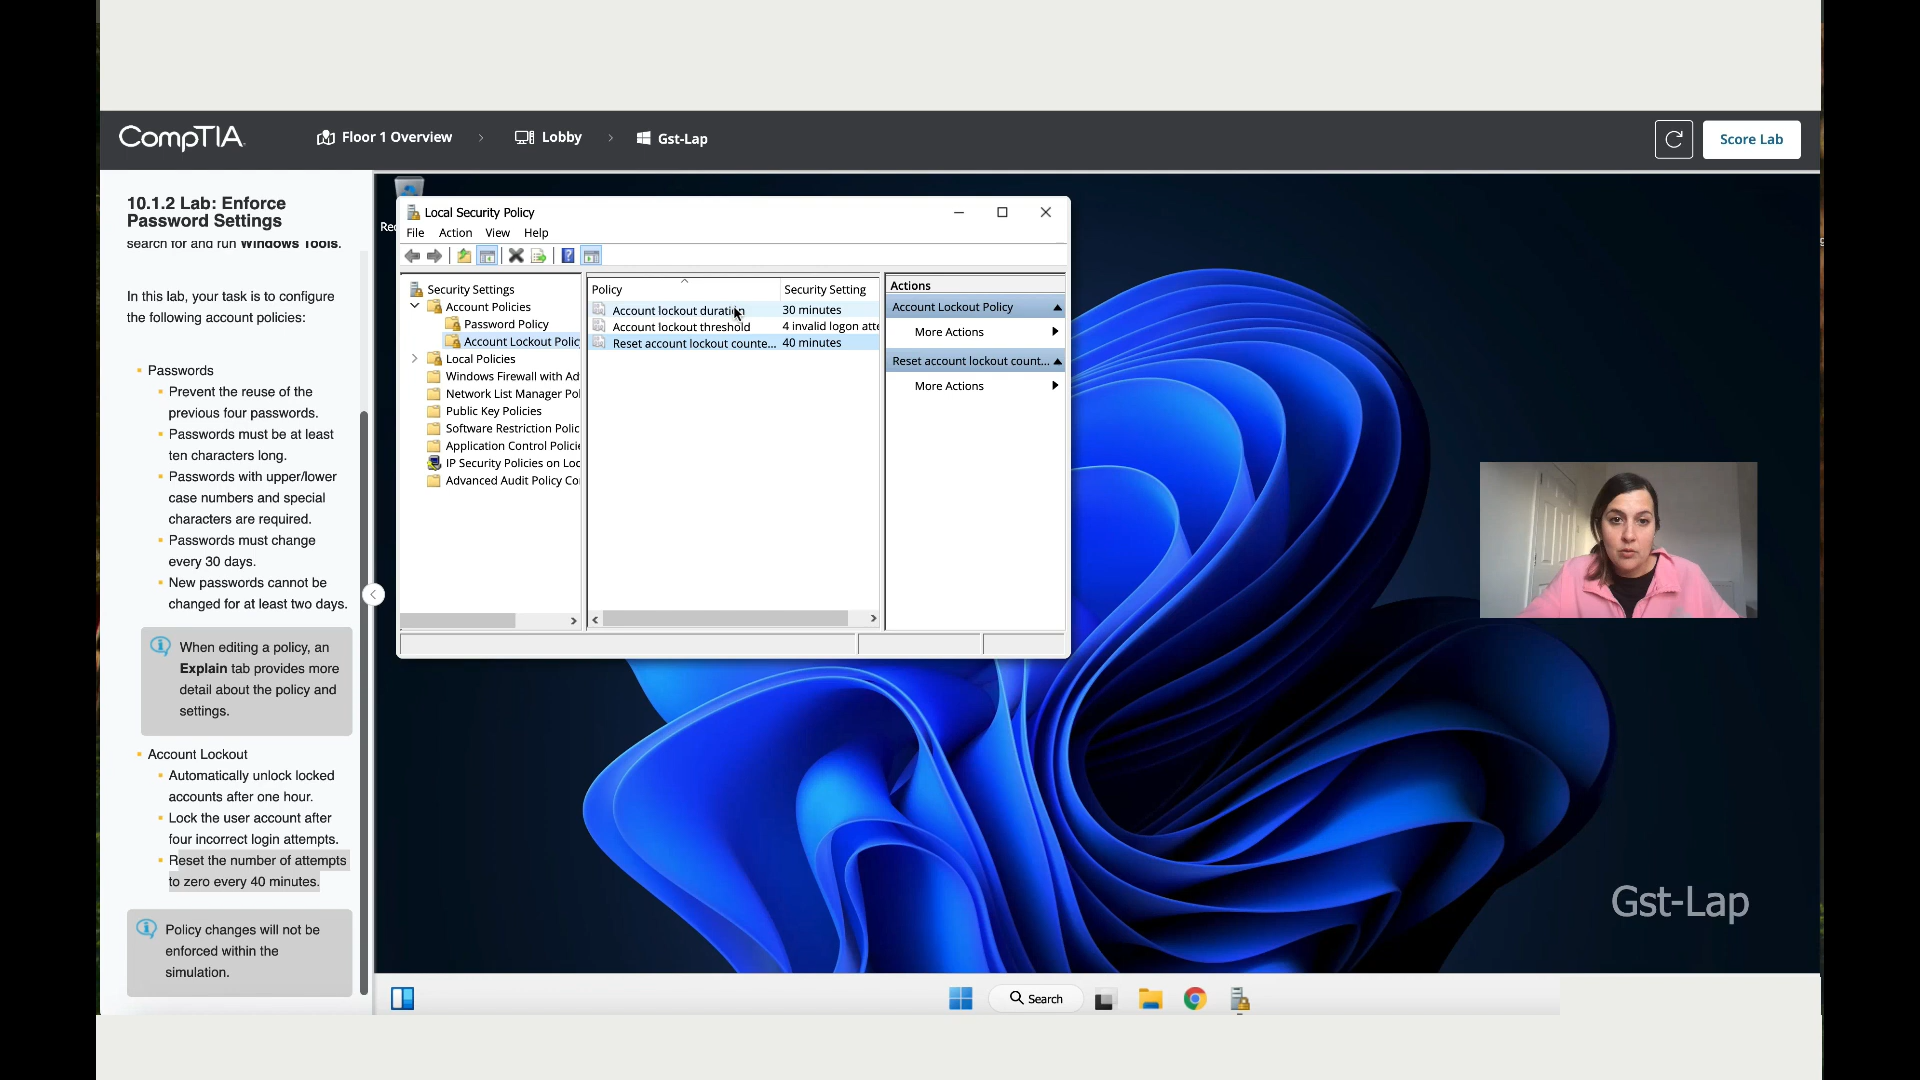 CompTIA.
Floor 1 Overview
Lobby
Gst-Lap
Score Lab
10.1.2 Lab: Enforce
Password Settings
search for and run Windows Tools.
In this lab, your task is to configure
the following account policies:
Passwords
Prevent the reuse of the
previous four passwords.
Passwords must be at least
ten characters long.
Passwords with upper/lower
case numbers and special
characters are required.
Passwords must change
every 30 days.
New passwords cannot be
changed for at least two days.
When editing a policy, an
Explain tab provides more
detail about the policy and
settings.
Account Lockout
Automatically unlock locked
accounts after one hour.
Lock the user account after
four incorrect login attempts.
Reset the number of attempts
to zero every 40 minutes.
Policy changes will not be
enforced within the
simulation.
Rec
Local Security Policy
File Action View Help
Security Settings
Account Policies
Password Policy
Account Lockout Polic
Local Policies
Windows Firewall with Ad
Network List Manager Pol
Public Key Policies
Software Restriction Polic
Application Control Policie
IP Security Policies on Loc
Advanced Audit Policy Co
Policy Security Setting
Account lockout duration 30 minutes
Account lockout threshold 4 invalid logon atte
Reset account lockout counte... 40 minutes
Actions
Account Lockout Policy
More Actions
Reset account lockout count...
More Actions
Gst-Lap
Search